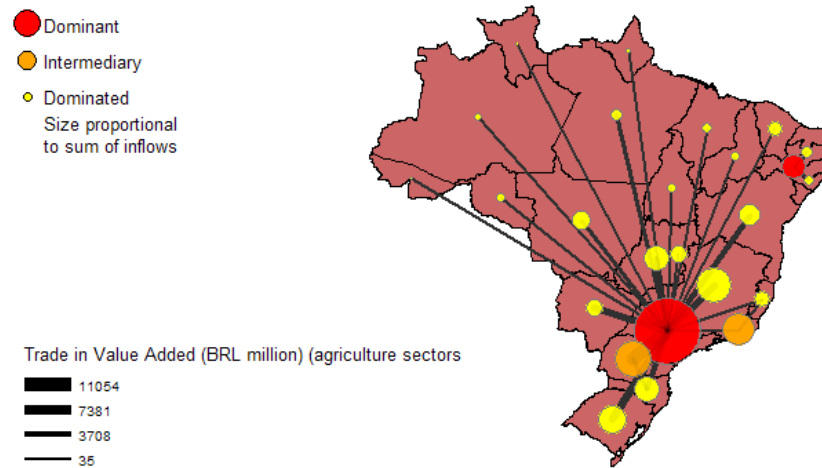 Dominant
Intermediary
Dominated
Size proportional
to sum of inflows
Trade in Value Added (BRL million) (agriculture sectors
11054
7381
3708
35